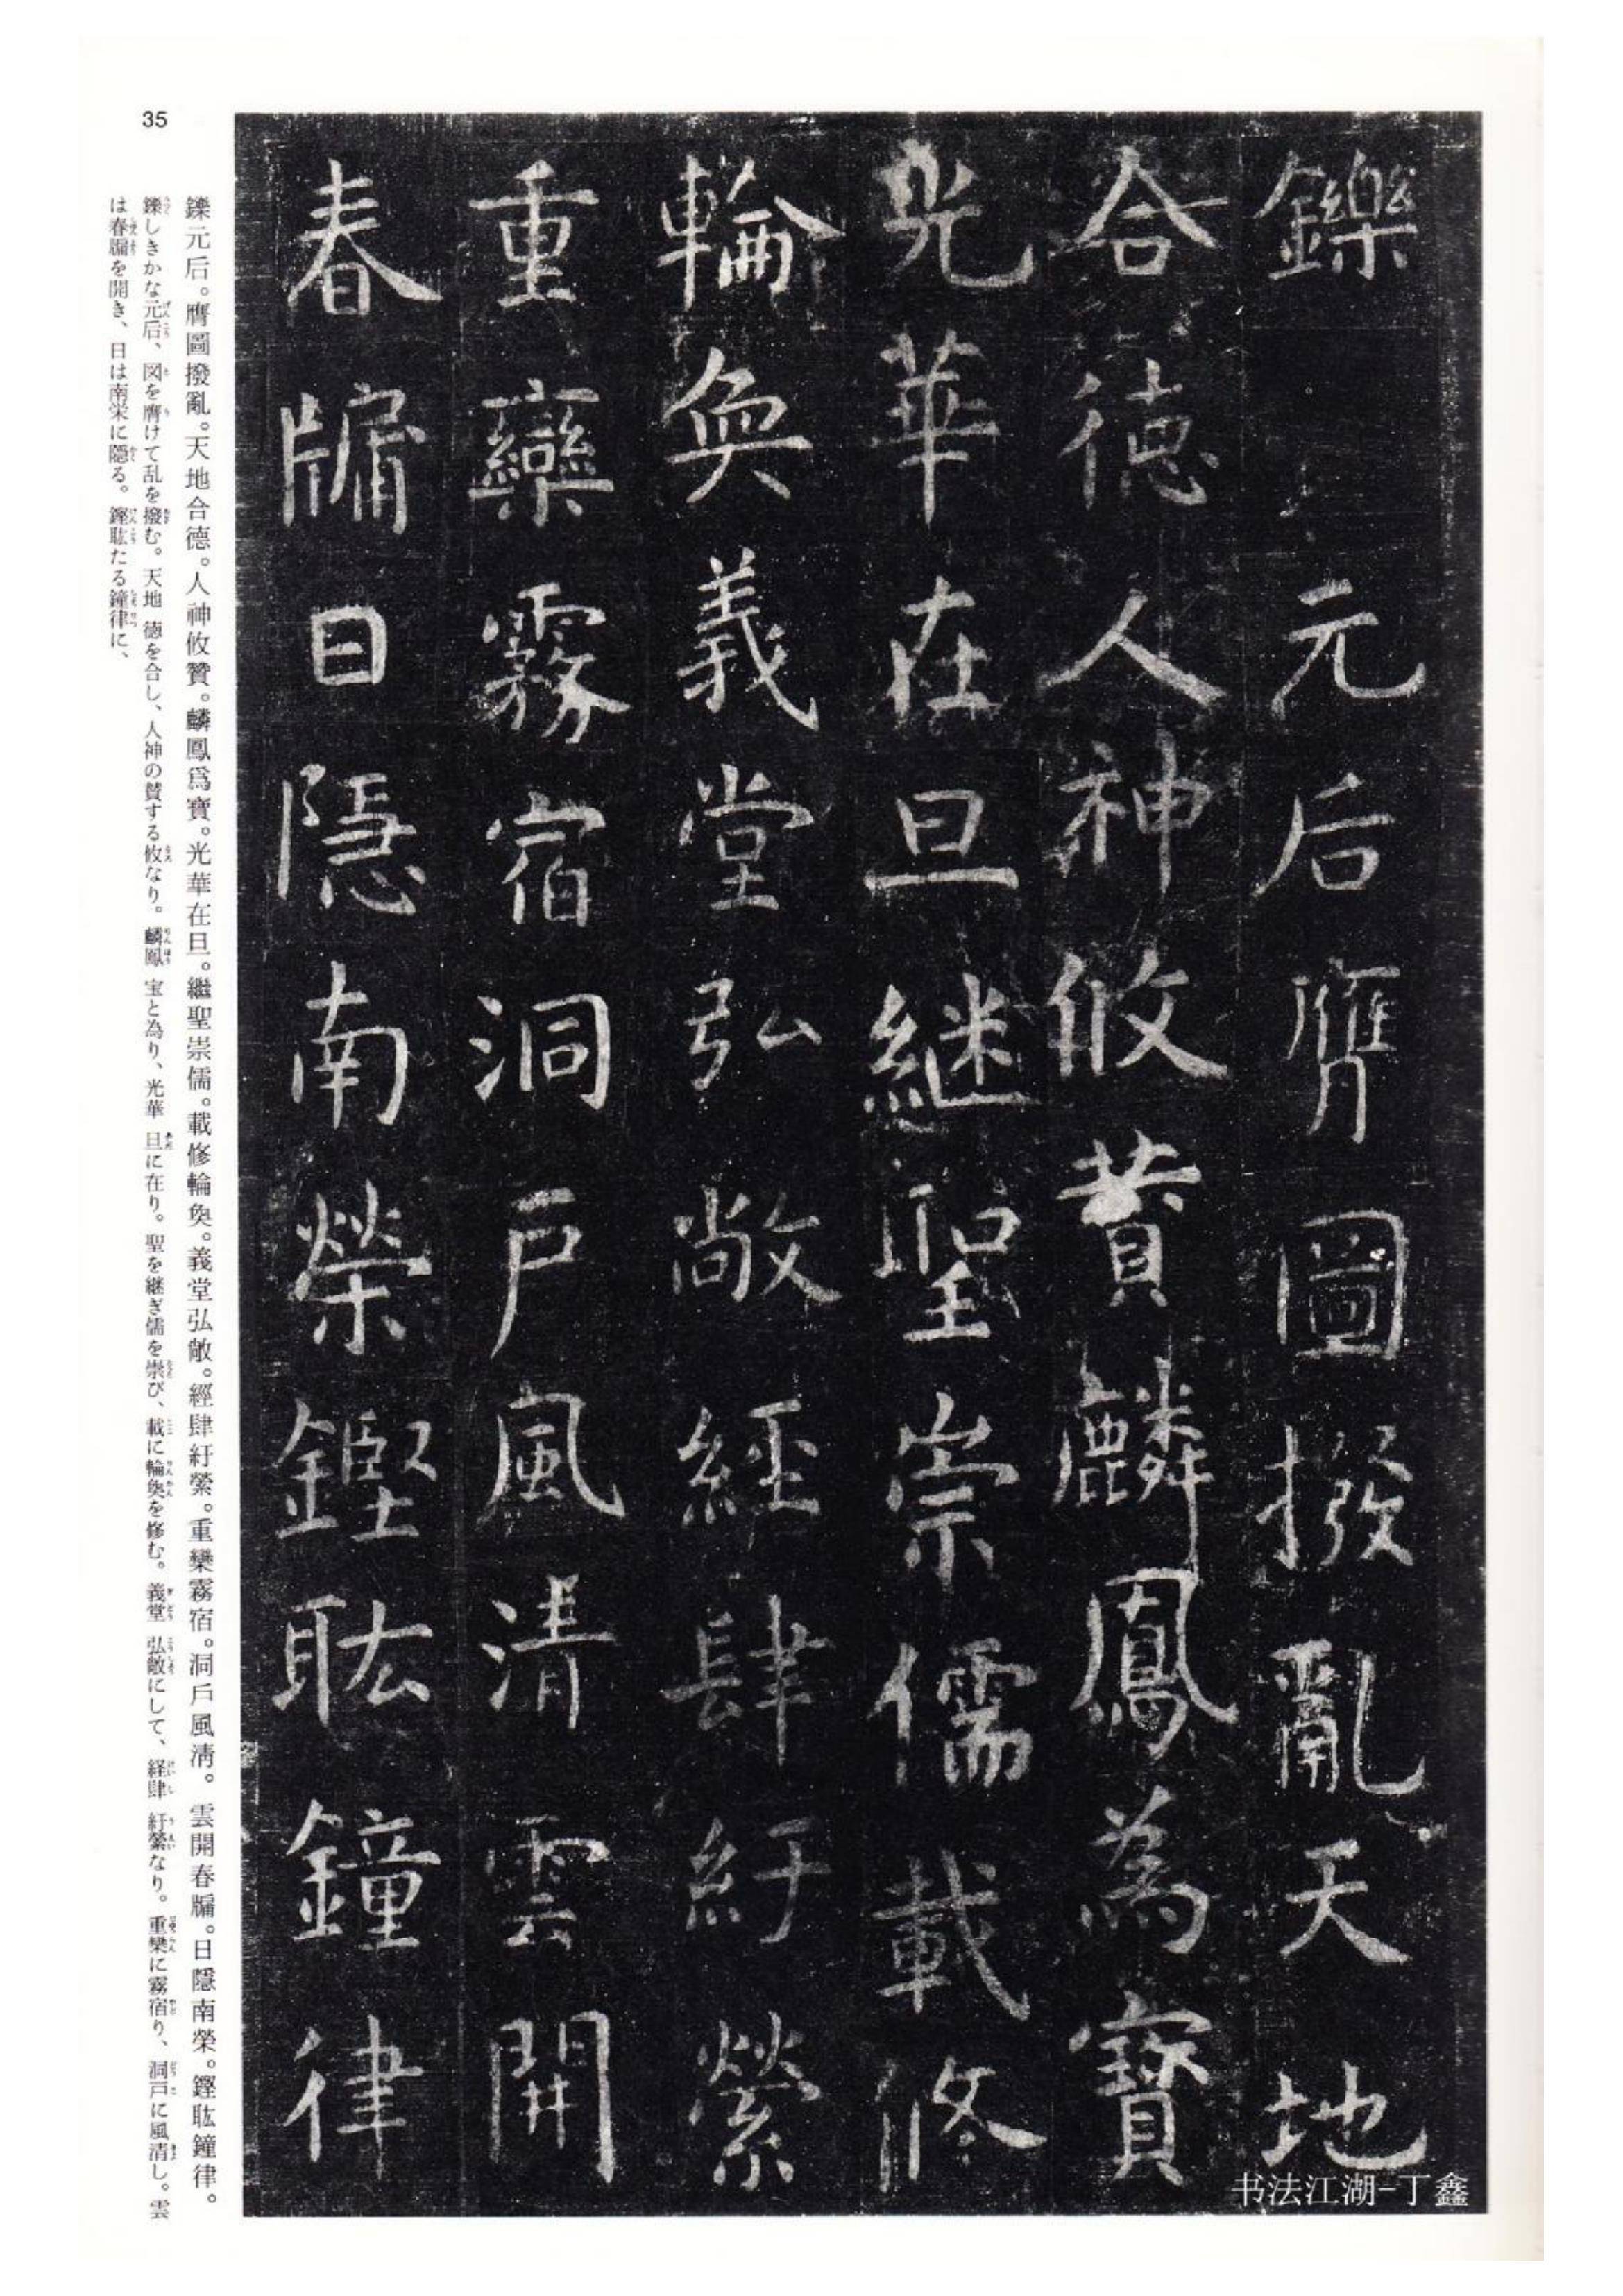 鑠 元后膺圖撥亂天地
合徳人神攸賛麟鳳為寶
光華在旦継聖崇儒載脩
輪奐義堂弘敞経肆紆縈
重欒霧宿洞戶風清雲開
春牖日隱南榮鏗耾鐘律
鑠元后。膺圖撥亂。天地合德。人神攸贊。麟鳳爲寶。光華在旦。繼聖崇儒。載修輪奐。義堂弘敞。經肆紆縈。重欒霧宿。洞戶風淸。雲開春牖。日隱南榮。鏗耾鐘律。
鑠しきかな元后、図を膺けて乱を撥む。天地 徳を合し、人神の賛する攸なり。麟鳳 宝と為り、光華 旦に在り。聖を継ぎ儒を崇び、載に輪奐を修む。義堂 弘敞にして、経肆 紆縈なり。重欒に霧宿り、洞戸に風清し。雲
は春牖を開き、日は南栄に隠る。鏗耾たる鐘律に、
35
书法江湖-丁鑫